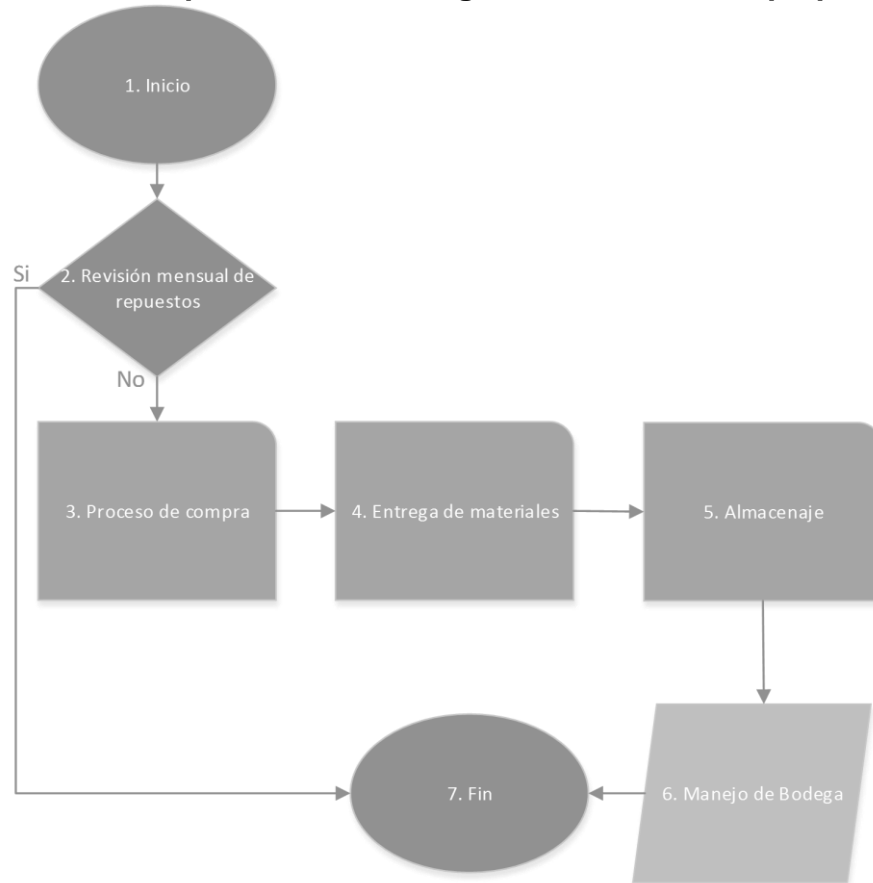 1. Inicio
2. Revisión mensual de
repuestos
Si
No
3. Proceso de compra
4. Entrega de materiales
5. Almacenaje
6. Manejo de Bodega
7. Fin